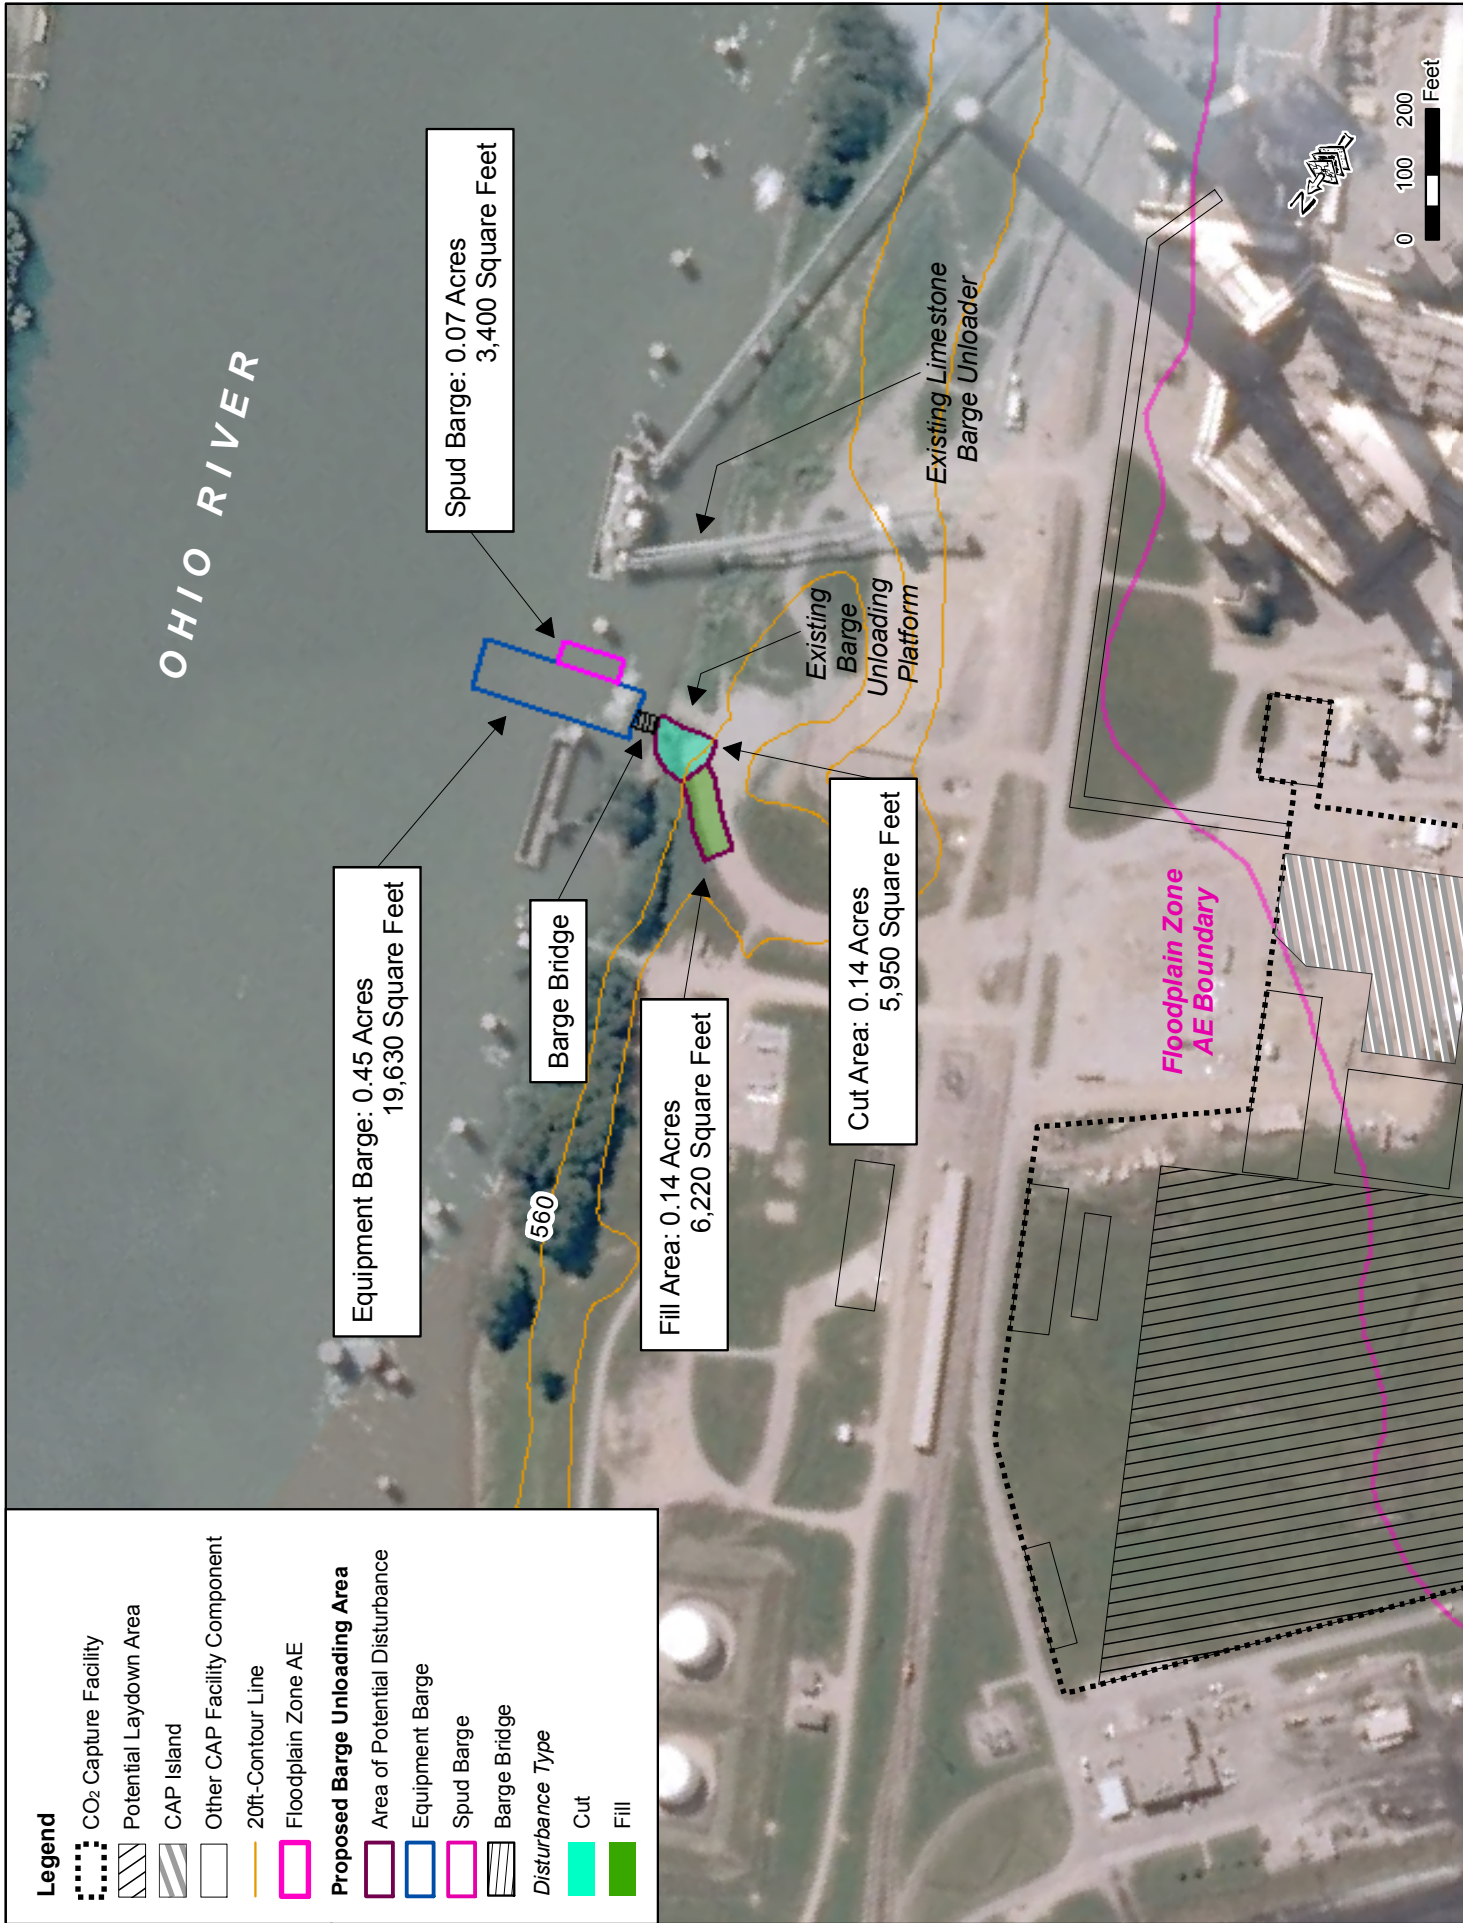 Legend
CO₂ Capture Facility
Potential Laydown Area
CAP Island
Other CAP Facility Component
20ft-Contour Line
Floodplain Zone AE
Proposed Barge Unloading Area
Area of Potential Disturbance
Equipment Barge
Spud Barge
Barge Bridge
Disturbance Type
Cut
Fill
OHIO RIVER
Equipment Barge: 0.45 Acres
19,630 Square Feet
Spud Barge: 0.07 Acres
3,400 Square Feet
Barge Bridge
560
Fill Area: 0.14 Acres
6,220 Square Feet
Cut Area: 0.14 Acres
5,950 Square Feet
Existing
Barge
Unloading
Platform
Existing Limestone
Barge Unloader
Floodplain Zone
AE Boundary
N
0 100 200
Feet